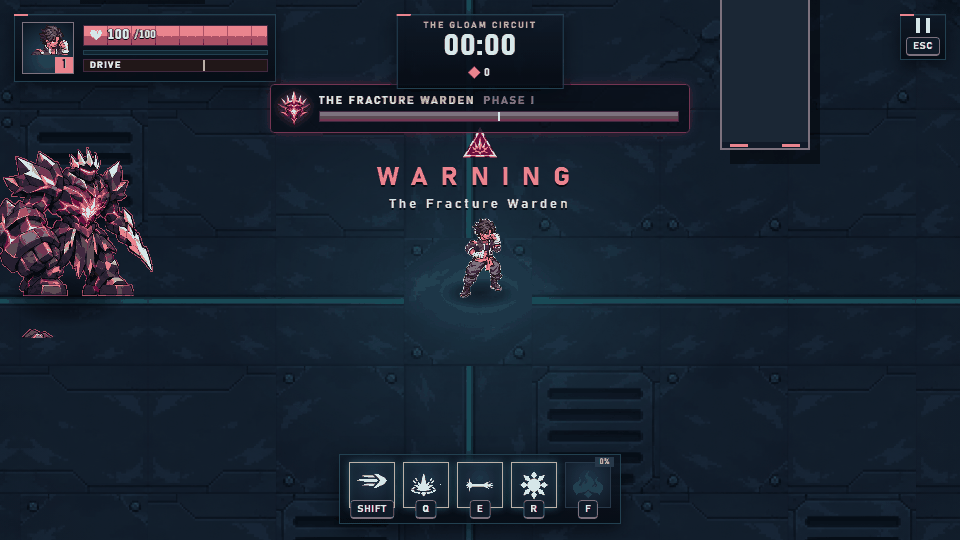 100 /100
1
DRIVE
THE GLOAM CIRCUIT
00:00
0
ESC
THE FRACTURE WARDEN PHASE I
WARNING
The Fracture Warden
0%
SHIFT
Q
E
R
F